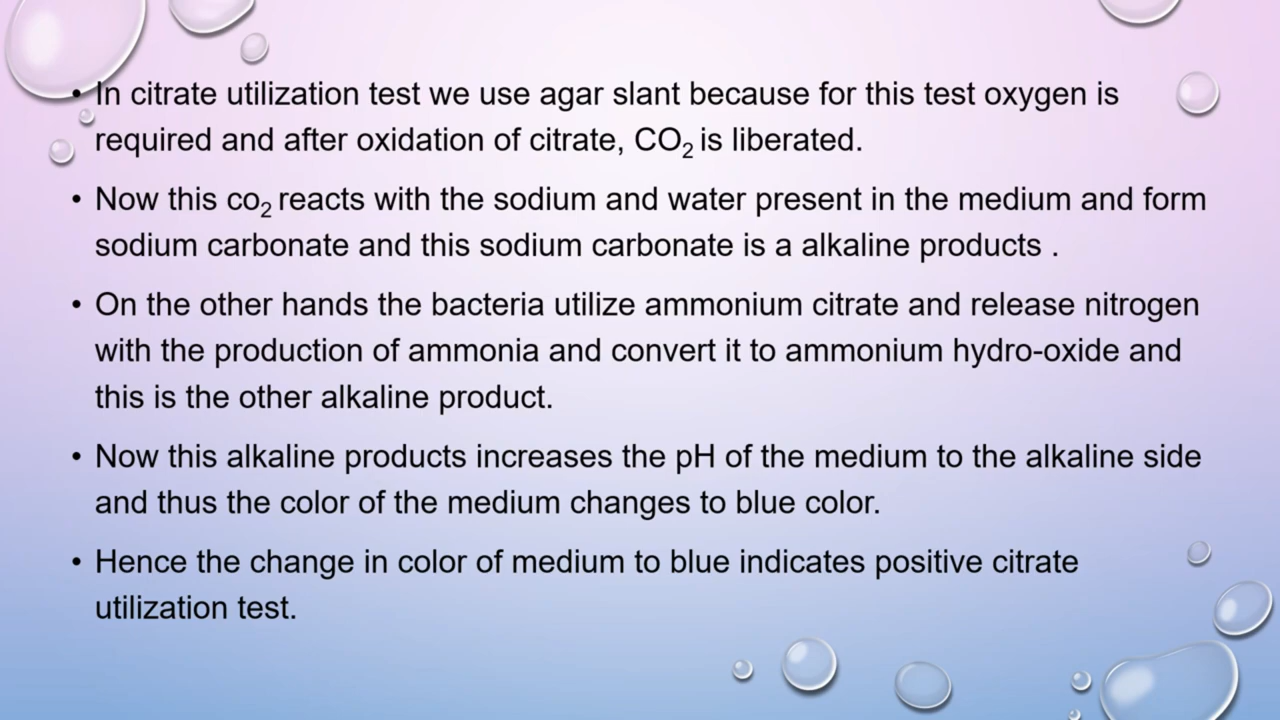 • In citrate utilization test we use agar slant because for this test oxygen is
required and after oxidation of citrate, CO₂ is liberated.
• Now this co₂ reacts with the sodium and water present in the medium and form
sodium carbonate and this sodium carbonate is a alkaline products .
• On the other hands the bacteria utilize ammonium citrate and release nitrogen
with the production of ammonia and convert it to ammonium hydro-oxide and
this is the other alkaline product.
• Now this alkaline products increases the pH of the medium to the alkaline side
and thus the color of the medium changes to blue color.
• Hence the change in color of medium to blue indicates positive citrate
utilization test.